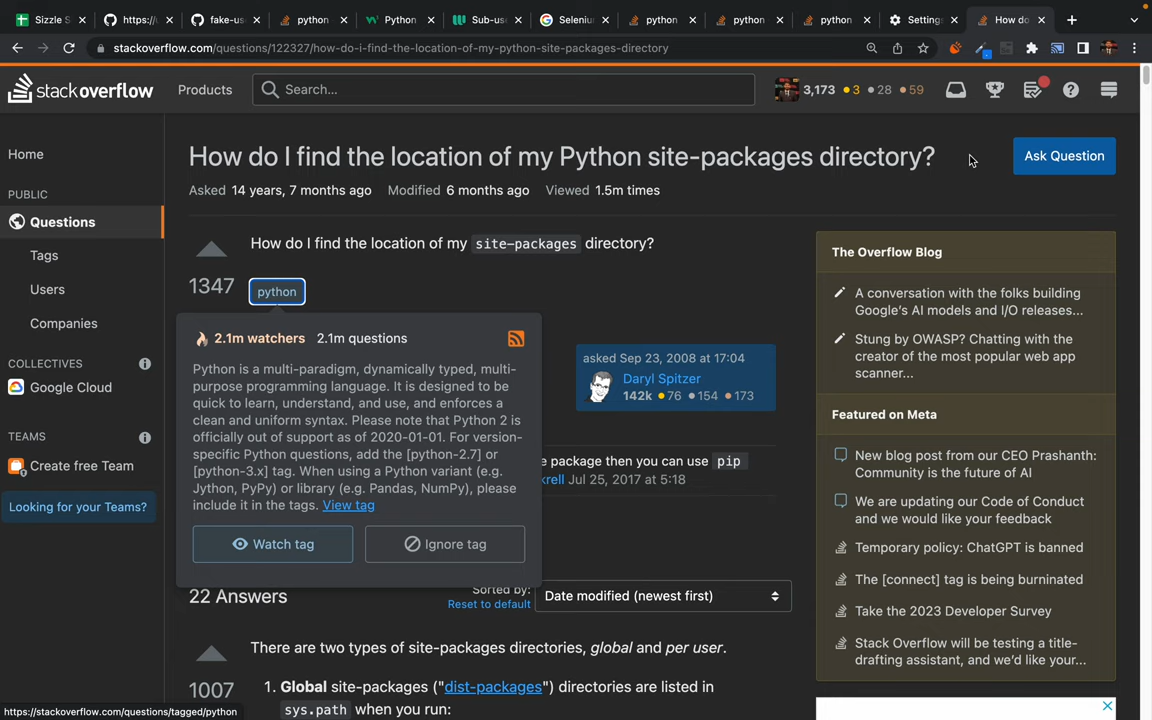 Sizzle S
https://u
fake-use
python
Python
Sub-use
Seleniu
python
python
python
Settings
How do
stackoverflow.com/questions/122327/how-do-i-find-the-location-of-my-python-site-packages-directory
stackoverflow
Products
Search...
3,173
3
28
59
Home
PUBLIC
Questions
Tags
Users
Companies
COLLECTIVES
Google Cloud
TEAMS
Create free Team
Looking for your Teams?
How do I find the location of my Python site-packages directory?
Ask Question
Asked 14 years, 7 months ago Modified 6 months ago Viewed 1.5m times
1347
How do I find the location of my site-packages directory?
python
2.1m watchers 2.1m questions
Python is a multi-paradigm, dynamically typed, multi-
purpose programming language. It is designed to be
quick to learn, understand, and use, and enforces a
clean and uniform syntax. Please note that Python 2 is
officially out of support as of 2020-01-01. For version-
specific Python questions, add the [python-2.7] or
[python-3.x] tag. When using a Python variant (e.g.
Jython, PyPy) or library (e.g. Pandas, NumPy), please
include it in the tags. View tag
Watch tag
Ignore tag
asked Sep 23, 2008 at 17:04
Daryl Spitzer
142k 76 154 173
e package then you can use pip
krell Jul 25, 2017 at 5:18
22 Answers
Sorted by:
Reset to default
Date modified (newest first)
1007
There are two types of site-packages directories, global and per user.
1. Global site-packages ("dist-packages") directories are listed in
sys.path when you run:
The Overflow Blog
A conversation with the folks building
Google's AI models and I/O releases...
Stung by OWASP? Chatting with the
creator of the most popular web app
scanner...
Featured on Meta
New blog post from our CEO Prashanth:
Community is the future of AI
We are updating our Code of Conduct
and we would like your feedback
Temporary policy: ChatGPT is banned
The [connect] tag is being burninated
Take the 2023 Developer Survey
Stack Overflow will be testing a title-
drafting assistant, and we'd like your...
https://stackoverflow.com/questions/tagged/python